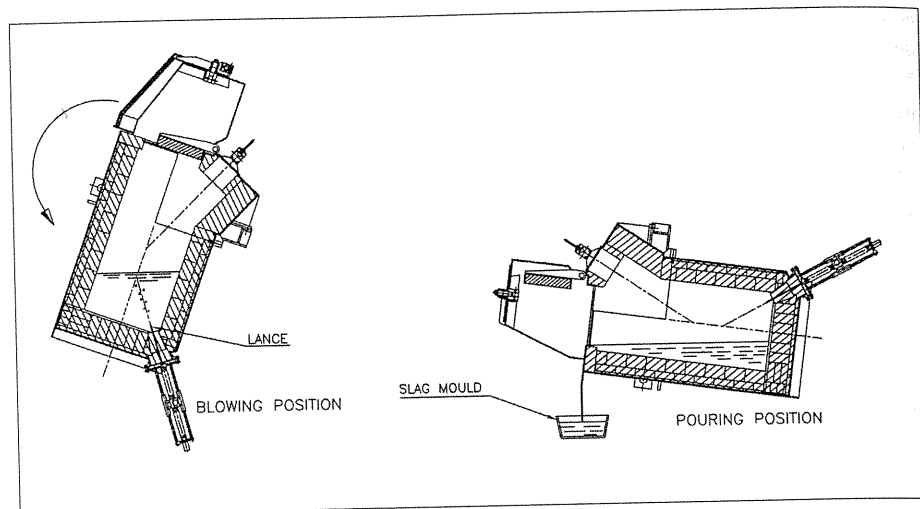 LANCE
BLOWING POSITION
SLAG MOULD
POURING POSITION